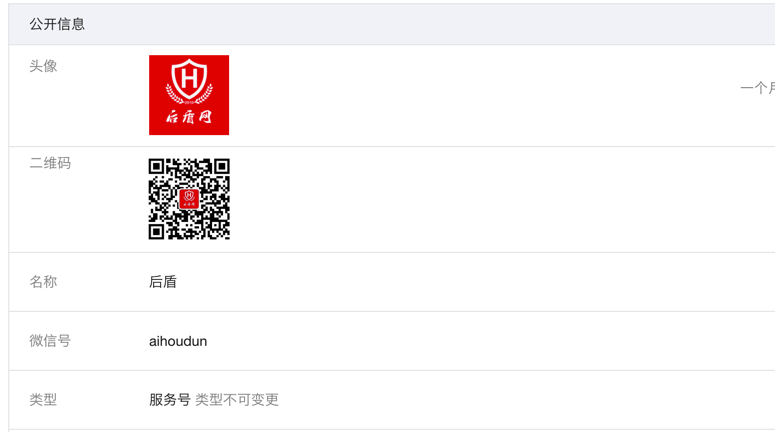 公开信息
头像
H
2010
后盾网
一个月
二维码
名称
后盾
微信号
aihoudun
类型
服务号 类型不可变更